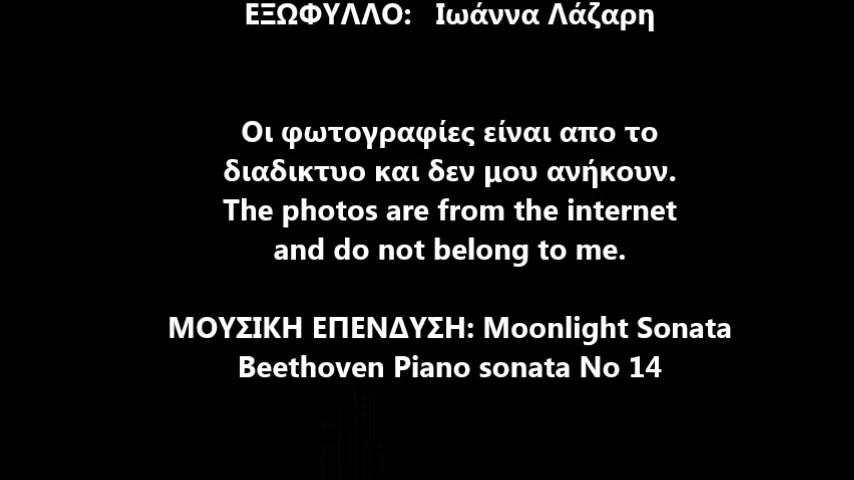 ΕΞΩΦΥΛΛΟ: Ιωάννα Λάζαρη
Οι φωτογραφίες είναι απο το
διαδικτυο και δεν μου ανήκουν.
The photos are from the internet
and do not belong to me.
ΜΟΥΣΙΚΗ ΕΠΕΝΔΥΣΗ: Moonlight Sonata
Beethoven Piano sonata No 14